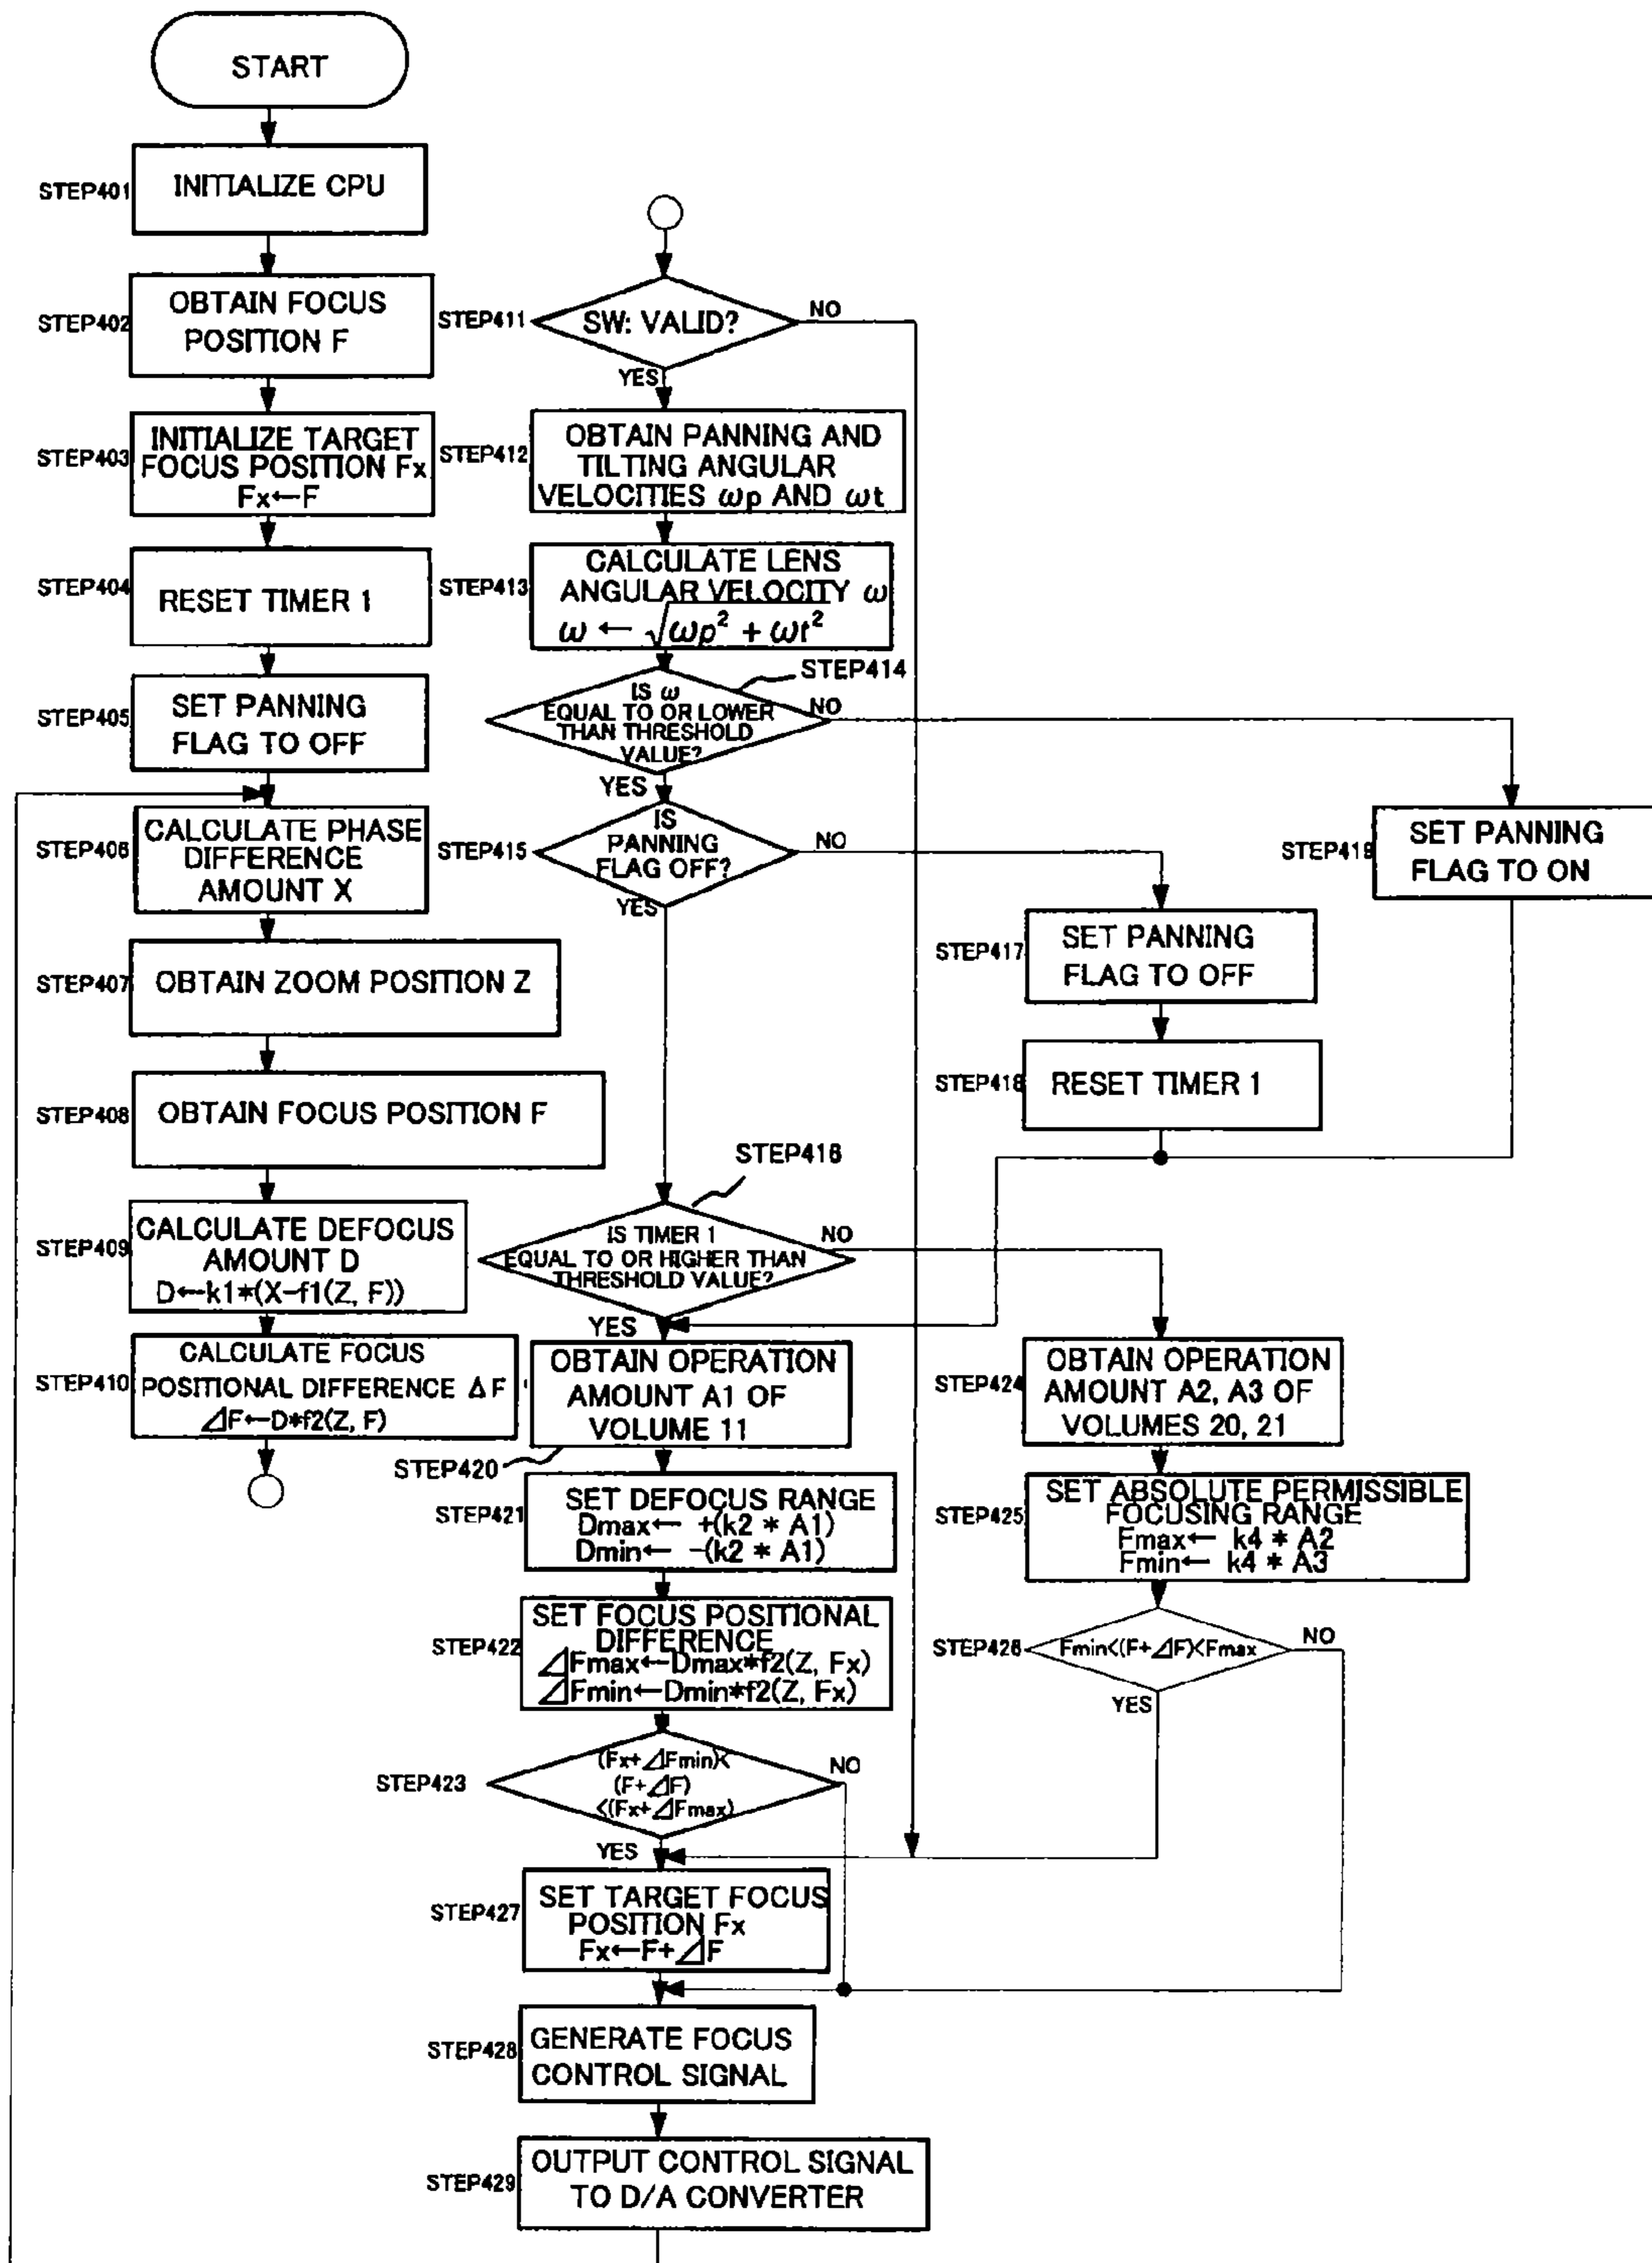 START
STEP401
INITIALIZE CPU
STEP402
OBTAIN FOCUS
POSITION F
STEP403
INITIALIZE TARGET
FOCUS POSITION Fx
Fx←F
STEP404
RESET TIMER 1
STEP405
SET PANNING
FLAG TO OFF
STEP406
CALCULATE PHASE
DIFFERENCE
AMOUNT X
STEP407
OBTAIN ZOOM POSITION Z
STEP408
OBTAIN FOCUS POSITION F
STEP409
CALCULATE DEFOCUS
AMOUNT D
D←k1*(X-f1(Z, F))
STEP410
CALCULATE FOCUS
POSITIONAL DIFFERENCE ΔF
⊿F←D*f2(Z, F)
STEP411
SW: VALID?
NO
YES
STEP412
OBTAIN PANNING AND
TILTING ANGULAR
VELOCITIES ωp AND ωt
STEP413
CALCULATE LENS
ANGULAR VELOCITY ω
ω ← √ωp² + ωt²
STEP414
IS ω
EQUAL TO OR LOWER
THAN THRESHOLD
VALUE?
NO
YES
STEP415
IS
PANNING
FLAG OFF?
NO
YES
STEP419
SET PANNING
FLAG TO ON
STEP417
SET PANNING
FLAG TO OFF
STEP418
RESET TIMER 1
STEP416
IS TIMER 1
EQUAL TO OR HIGHER THAN
THRESHOLD VALUE?
NO
YES
OBTAIN OPERATION
AMOUNT A1 OF
VOLUME 11
STEP420
STEP421
SET DEFOCUS RANGE
Dmax← +(k2 * A1)
Dmin← -(k2 * A1)
STEP422
SET FOCUS POSITIONAL
DIFFERENCE
⊿Fmax←Dmax*f2(Z, Fx)
⊿Fmin←Dmin*f2(Z, Fx)
STEP423
(Fx+⊿Fmin)<
(F+⊿F)
<(Fx+⊿Fmax)
NO
YES
STEP424
OBTAIN OPERATION
AMOUNT A2, A3 OF
VOLUMES 20, 21
STEP425
SET ABSOLUTE PERMISSIBLE
FOCUSING RANGE
Fmax← k4 * A2
Fmin← k4 * A3
STEP426
Fmin<(F+⊿F)<Fmax
NO
YES
STEP427
SET TARGET FOCUS
POSITION Fx
Fx←F+⊿F
STEP428
GENERATE FOCUS
CONTROL SIGNAL
STEP429
OUTPUT CONTROL SIGNAL
TO D/A CONVERTER